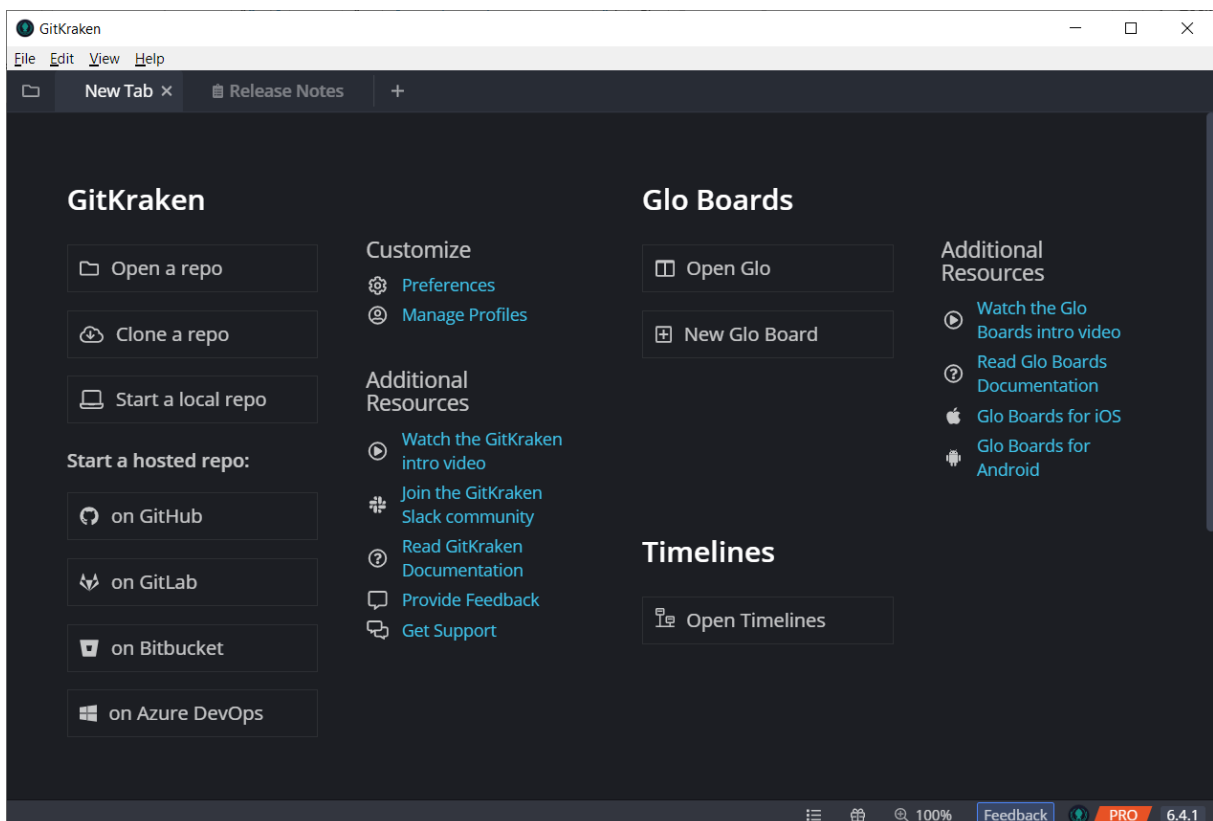 GitKraken
File Edit View Help
New Tab
Release Notes
GitKraken
Open a repo
Clone a repo
Start a local repo
Start a hosted repo:
on GitHub
on GitLab
on Bitbucket
on Azure DevOps
Customize
Preferences
Manage Profiles
Additional
Resources
Watch the GitKraken
intro video
Join the GitKraken
Slack community
Read GitKraken
Documentation
Provide Feedback
Get Support
Glo Boards
Open Glo
New Glo Board
Additional
Resources
Watch the Glo
Boards intro video
Read Glo Boards
Documentation
Glo Boards for iOS
Glo Boards for
Android
Timelines
Open Timelines
100%
Feedback
PRO
6.4.1